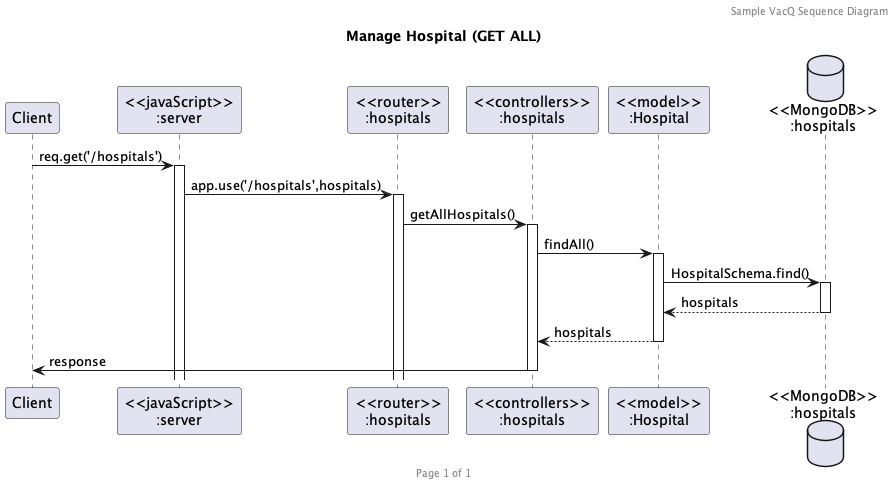 Sample VacQ Sequence Diagram
Manage Hospital (GET ALL)
Client
<<javaScript>>
:server
<<router>>
:hospitals
<<controllers>>
:hospitals
<<model>>
:Hospital
<<MongoDB>>
:hospitals
req.get('/hospitals')
app.use('/hospitals',hospitals)
getAllHospitals()
findAll()
HospitalSchema.find()
hospitals
hospitals
response
Client
<<javaScript>>
:server
<<router>>
:hospitals
<<controllers>>
:hospitals
<<model>>
:Hospital
<<MongoDB>>
:hospitals
Page 1 of 1